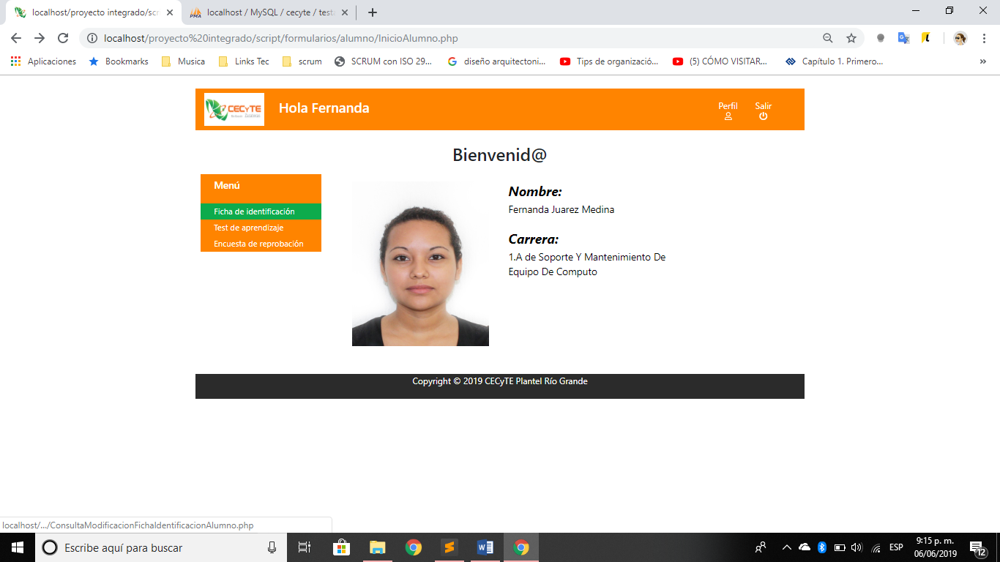 localhost/proyecto integrado/scr
localhost / MySQL / cecyte / test
localhost/proyecto%20integrado/script/formularios/alumno/InicioAlumno.php
Aplicaciones
Bookmarks
Musica
Links Tec
scrum
SCRUM con ISO 29...
diseño arquitectoni...
Tips de organizació...
(5) CÓMO VISITAR...
Capítulo 1. Primero...
»
CECyTE
Hola Fernanda
Perfil
Salir
Bienvenid@
Menú
Ficha de identificación
Test de aprendizaje
Encuesta de reprobación
Nombre:
Fernanda Juarez Medina
Carrera:
1.A de Soporte Y Mantenimiento De
Equipo De Computo
Copyright © 2019 CECyTE Plantel Río Grande
localhost/.../ConsultaModificacionFichaIdentificacionAlumno.php
Escribe aquí para buscar
ESP
9:15 p. m.
06/06/2019
12